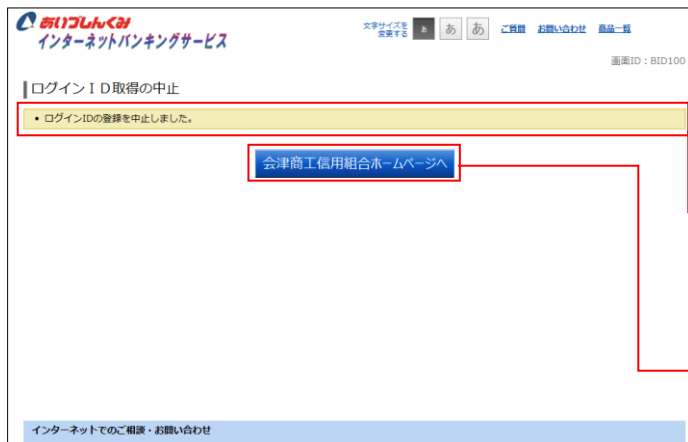 あいづしんくみ
インターネットバンキングサービス
文字サイズを
変更する
あ あ あ
ご質問 お問い合わせ 商品一覧
画面ID：BID100
ログインＩＤ取得の中止
• ログインIDの登録を中止しました。
会津商工信用組合ホームページへ
インターネットでのご相談・お問い合わせ